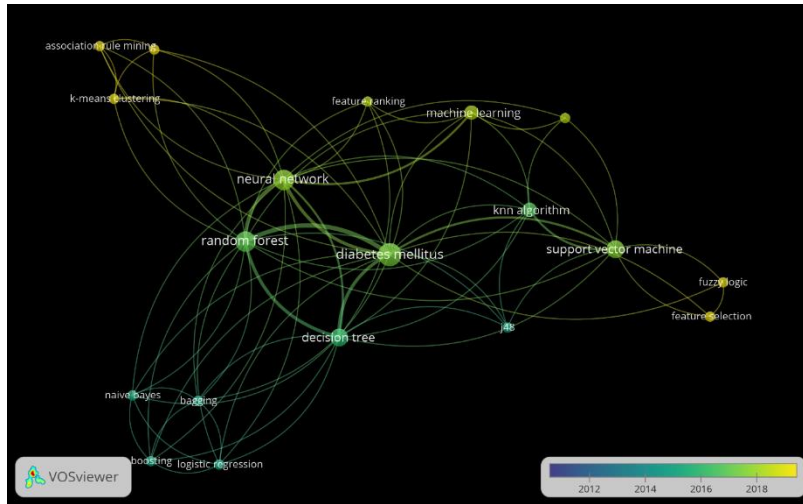 association rule mining
k-means clustering
feature ranking
machine learning
neural network
knn algorithm
random forest
diabetes mellitus
support vector machine
fuzzy logic
feature selection
j48
decision tree
naive bayes
bagging
boosting
logistic regression
VOSviewer
2012 2014 2016 2018